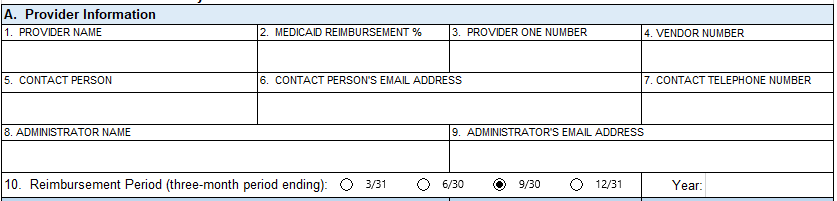 A. Provider Information
1. PROVIDER NAME 2. MEDICAID REIMBURSEMENT % 3. PROVIDER ONE NUMBER 4. VENDOR NUMBER
5. CONTACT PERSON 6. CONTACT PERSON'S EMAIL ADDRESS 7. CONTACT TELEPHONE NUMBER
8. ADMINISTRATOR NAME 9. ADMINISTRATOR'S EMAIL ADDRESS
10. Reimbursement Period (three-month period ending): 3/31 6/30 9/30 12/31 Year: